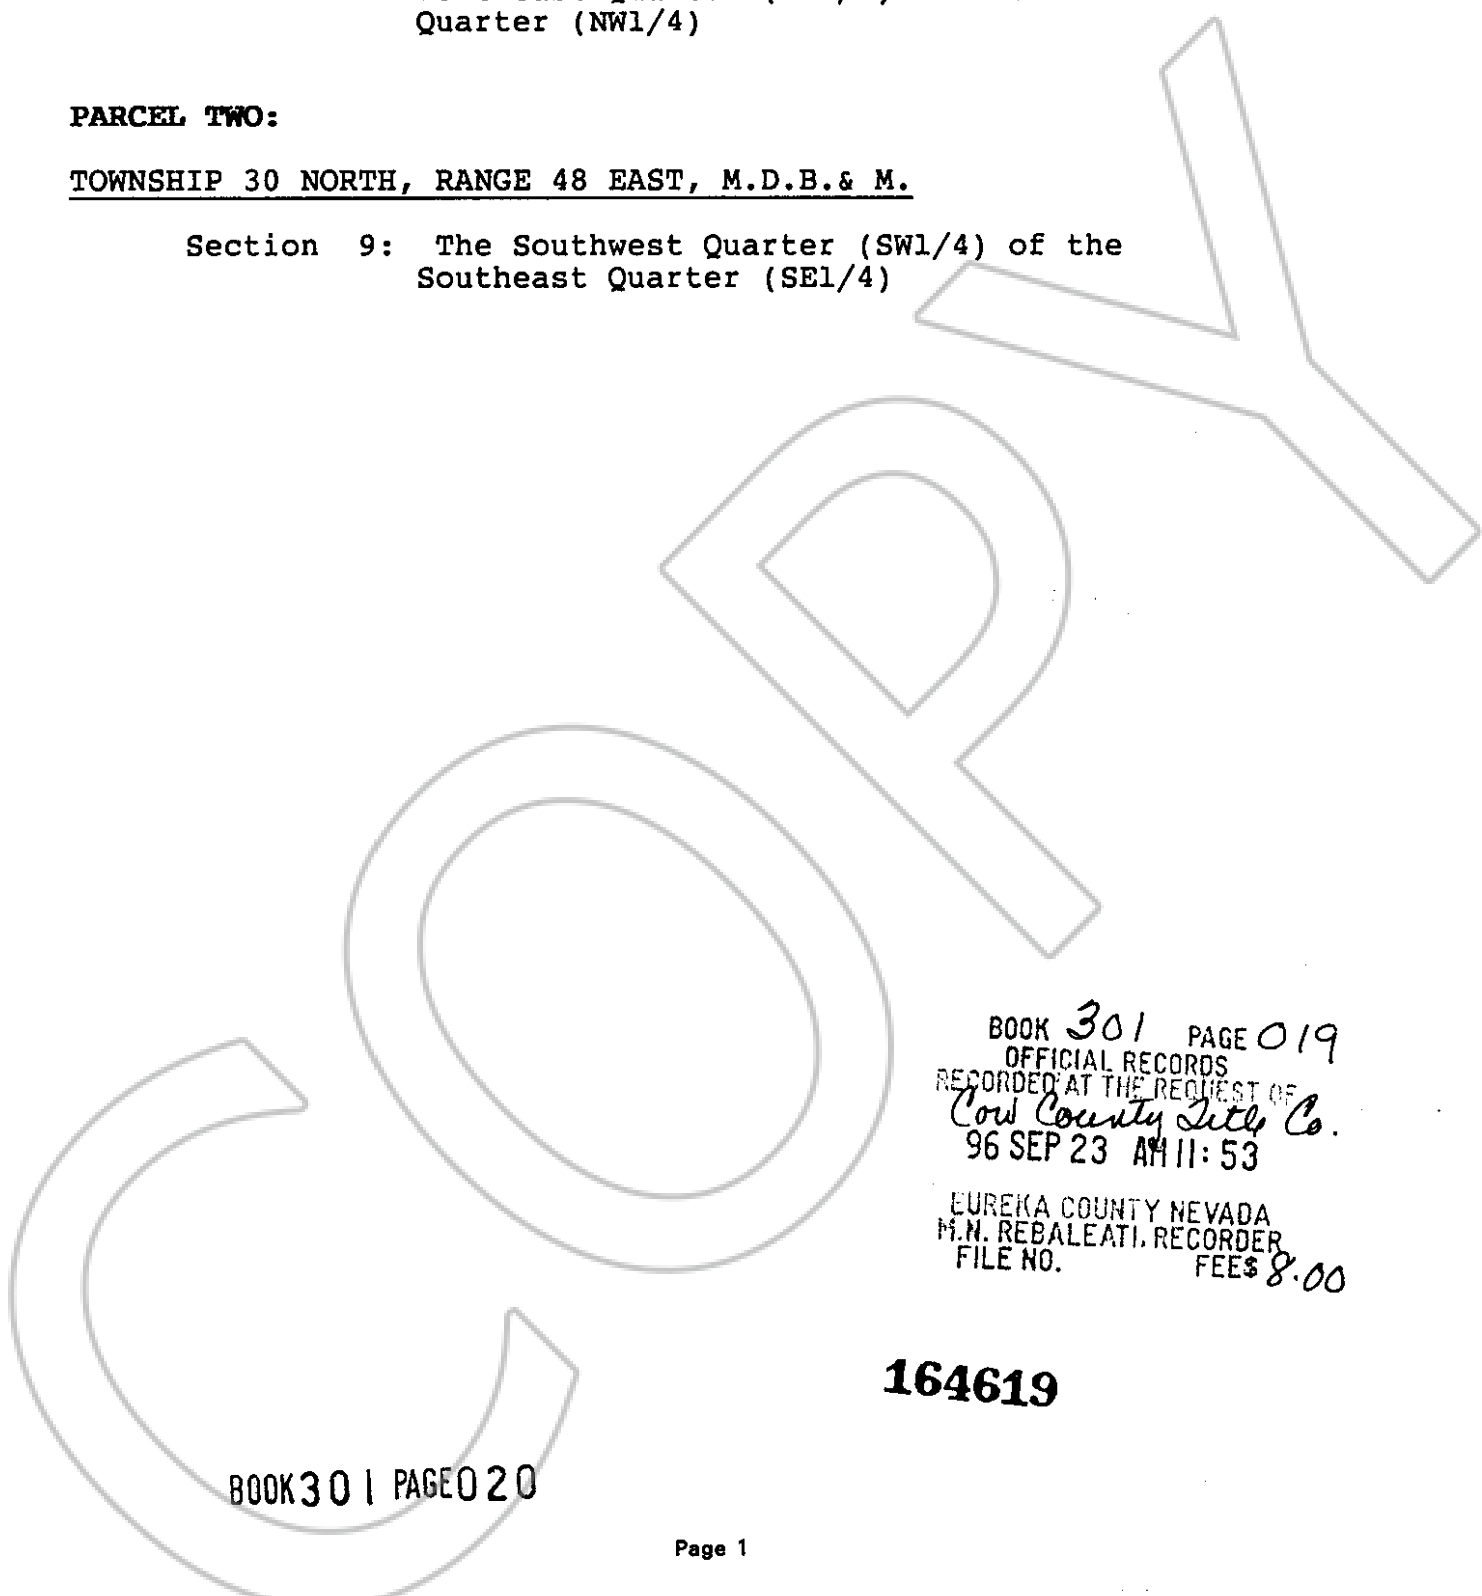 Quarter (NW1/4)
PARCEL TWO:
TOWNSHIP 30 NORTH, RANGE 48 EAST, M.D.B.& M.
Section 9: The Southwest Quarter (SW1/4) of the
Southeast Quarter (SE1/4)
COPY
BOOK 301 PAGE 019
OFFICIAL RECORDS
RECORDED AT THE REQUEST OF
Cow County Title Co.
96 SEP 23 AM 11:53
EUREKA COUNTY NEVADA
M.N. REBALEATI, RECORDER
FILE NO. FEE$ 8.00
164619
BOOK 301 PAGE 020
Page 1